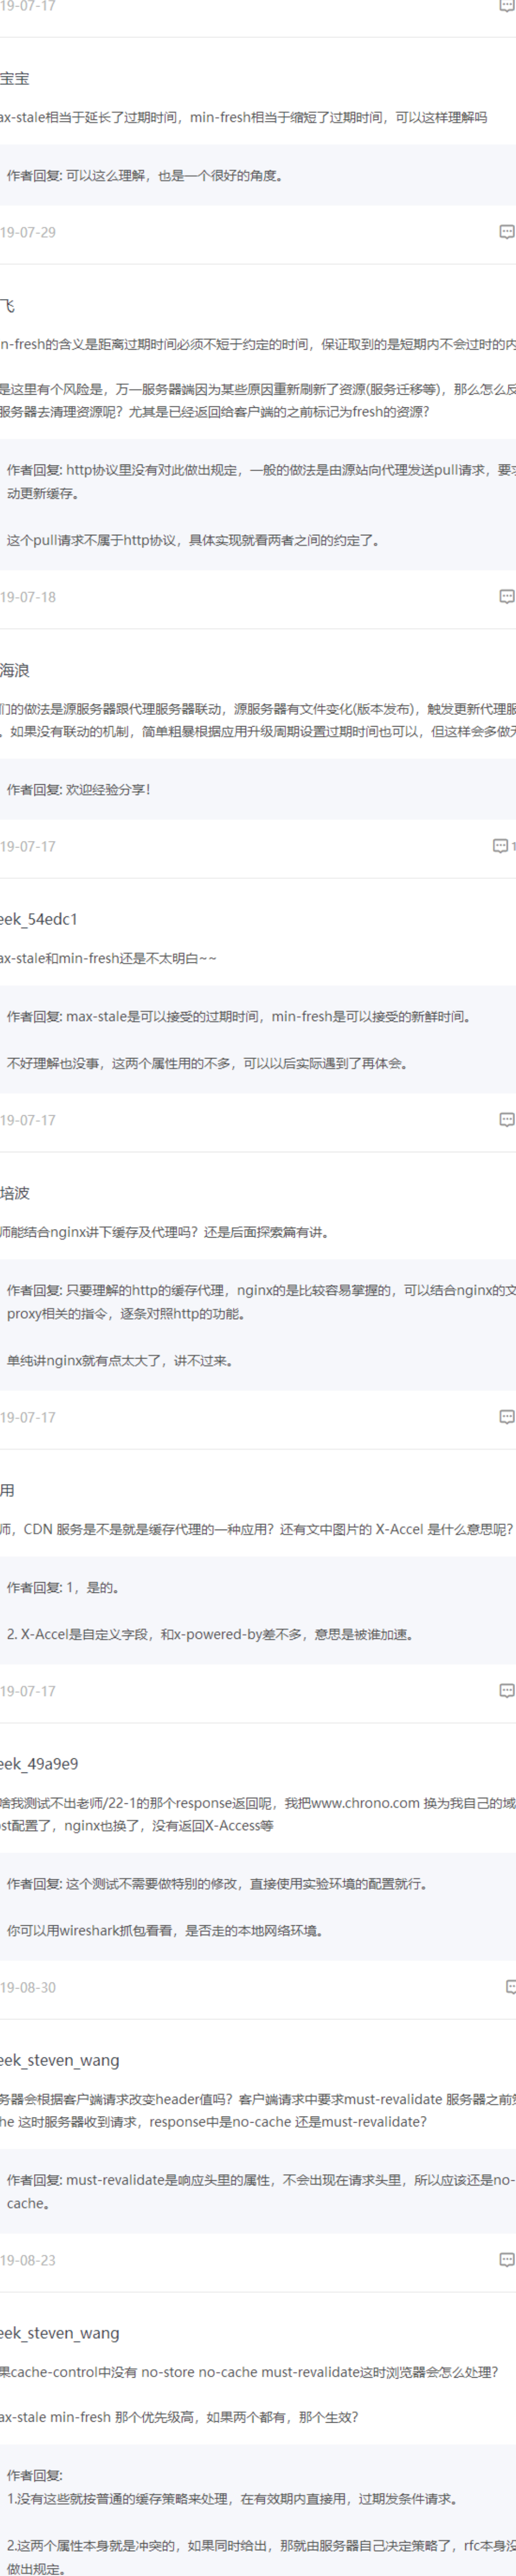 19-07-17
宝宝
ax-stale相当于延长了过期时间，min-fresh相当于缩短了过期时间，可以这样理解吗
作者回复: 可以这么理解，也是一个很好的角度。
19-07-29
飞
n-fresh的含义是距离过期时间必须不短于约定的时间，保证取到的是短期内不会过时的内
是这里有个风险是，万一服务器端因为某些原因重新刷新了资源(服务迁移等)，那么怎么反
服务器去清理资源呢？尤其是已经返回给客户端的之前标记为fresh的资源?
作者回复: http协议里没有对此做出规定，一般的做法是由源站向代理发送pull请求，要求
动更新缓存。
这个pull请求不属于http协议，具体实现就看两者之间的约定了。
19-07-18
海浪
们的做法是源服务器跟代理服务器联动，源服务器有文件变化(版本发布)，触发更新代理服
，如果没有联动的机制，简单粗暴根据应用升级周期设置过期时间也可以，但这样会多做无
作者回复: 欢迎经验分享！
19-07-17
1
eek_54edc1
ax-stale和min-fresh还是不太明白~~
作者回复: max-stale是可以接受的过期时间，min-fresh是可以接受的新鲜时间。
不好理解也没事，这两个属性用的不多，可以以后实际遇到了再体会。
19-07-17
培波
师能结合nginx讲下缓存及代理吗？还是后面探索篇有讲。
作者回复: 只要理解的http的缓存代理，nginx的是比较容易掌握的，可以结合nginx的文
proxy相关的指令，逐条对照http的功能。
单纯讲nginx就有点太大了，讲不过来。
19-07-17
用
师，CDN 服务是不是就是缓存代理的一种应用？还有文中图片的 X-Accel 是什么意思呢？
作者回复: 1，是的。
2. X-Accel是自定义字段，和x-powered-by差不多，意思是被谁加速。
19-07-17
eek_49a9e9
啥我测试不出老师/22-1的那个response返回呢，我把www.chrono.com 换为我自己的域
st配置了，nginx也换了，没有返回X-Access等
作者回复: 这个测试不需要做特别的修改，直接使用实验环境的配置就行。
你可以用wireshark抓包看看，是否走的本地网络环境。
19-08-30
eek_steven_wang
务器会根据客户端请求改变header值吗？客户端请求中要求must-revalidate 服务器之前
he 这时服务器收到请求，response中是no-cache 还是must-revalidate？
作者回复: must-revalidate是响应头里的属性，不会出现在请求头里，所以应该还是no-
cache。
19-08-23
eek_steven_wang
果cache-control中没有 no-store no-cache must-revalidate这时浏览器会怎么处理？
ax-stale min-fresh 那个优先级高，如果两个都有，那个生效？
作者回复:
1.没有这些就按普通的缓存策略来处理，在有效期内直接用，过期发条件请求。
2.这两个属性本身就是冲突的，如果同时给出，那就由服务器自己决定策略了，rfc本身没
做出规定。